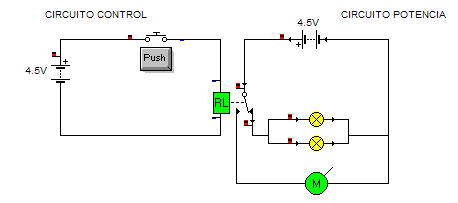 CIRCUITO CONTROL
CIRCUITO POTENCIA
4.5V
4.5V
Push
RL
M